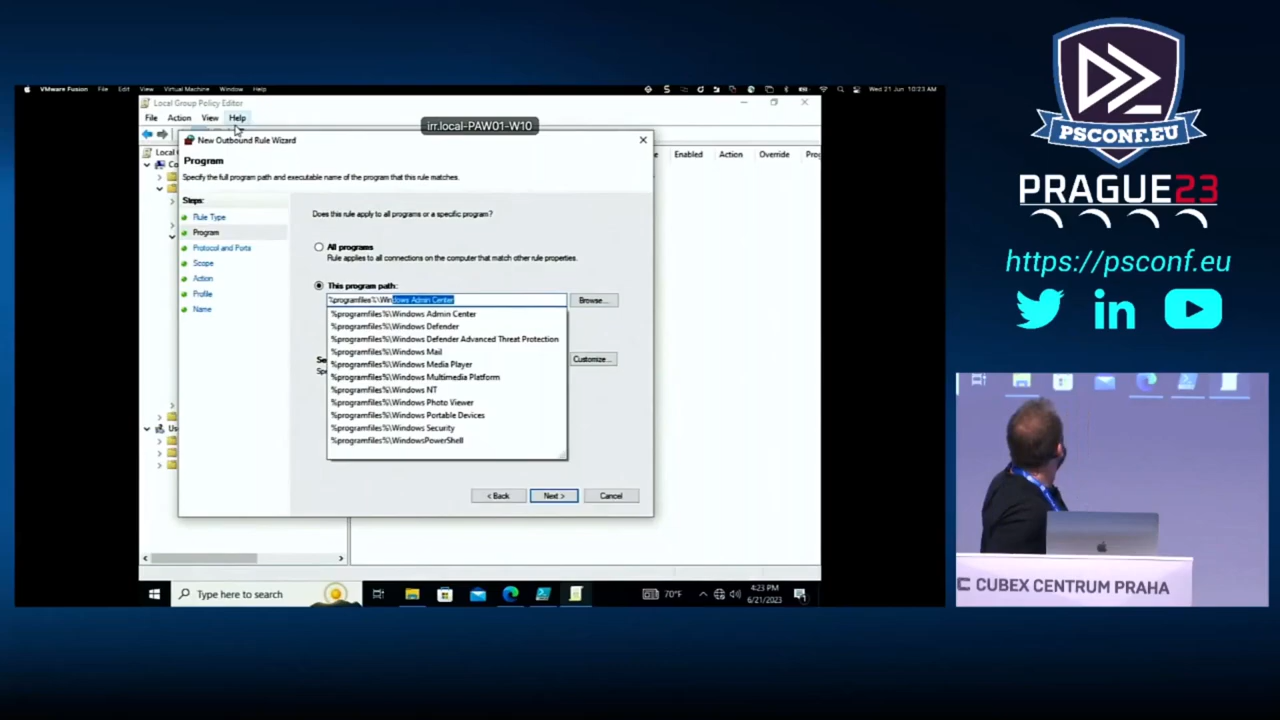 VMware Fusion File Edit View Virtual Machine Window Help Wed 21 Jun 10:23 AM
Local Group Policy Editor
File Action View Help
irr.local-PAW01-W10
New Outbound Rule Wizard
Program
Specify the full program path and executable name of the program that this rule matches.
Enabled Action Override
Steps:
Rule Type
Program
Protocol and Ports
Scope
Action
Profile
Name
Does this rule apply to all programs or a specific program?
All programs
Rule applies to all connections on the computer that match other rule properties.
This program path:
%programfiles%\Windows Admin Center
Browse...
%programfiles%\Windows Admin Center
%programfiles%\Windows Defender
%programfiles%\Windows Defender Advanced Threat Protection
%programfiles%\Windows Mail
%programfiles%\Windows Media Player
%programfiles%\Windows Multimedia Platform
%programfiles%\Windows NT
%programfiles%\Windows Photo Viewer
%programfiles%\Windows Portable Devices
%programfiles%\Windows Security
%programfiles%\WindowsPowerShell
Customize...
< Back
Next >
Cancel
Type here to search
70°F
4:23 PM
6/21/2023
PSCONF.EU
PRAGUE23
https://psconf.eu
in
CUBEX CENTRUM PRAHA